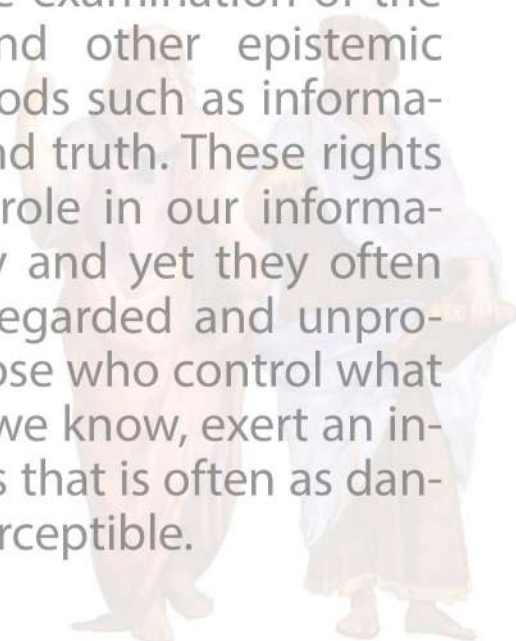 e examination of the
nd other epistemic
ods such as informa-
nd truth. These rights
role in our informa-
y and yet they often
egarded and unpro-
ose who control what
we know, exert an in-
s that is often as dan-
rceptible.